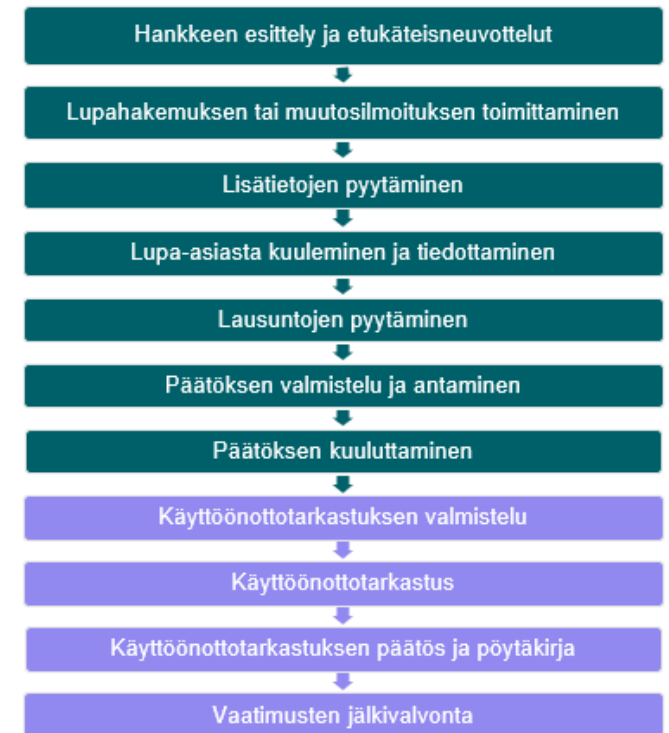 Hankkeen esittely ja etukäteisneuvottelut
Lupahakemuksen tai muutosilmoituksen toimittaminen
Lisätietojen pyytäminen
Lupa-asiasta kuuleminen ja tiedottaminen
Lausuntojen pyytäminen
Päätöksen valmistelu ja antaminen
Päätöksen kuuluttaminen
Käyttöönottotarkastuksen valmistelu
Käyttöönottotarkastus
Käyttöönottotarkastuksen päätös ja pöytäkirja
Vaatimusten jälkivalvonta